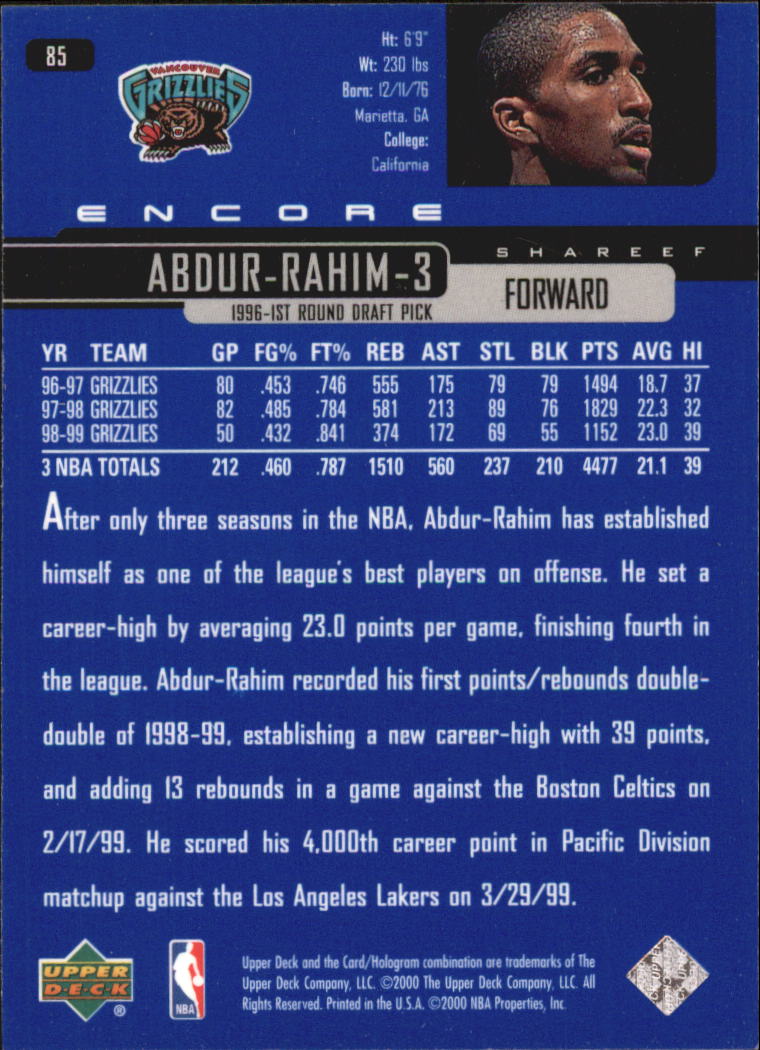 85
VANCOUVER
GRIZZLIES
Ht: 6'9"
Wt: 230 lbs
Born: 12/11/76
Marietta, GA
College:
California
ENCORE
SHAREEF
ABDUR-RAHIM-3
FORWARD
1996-1ST ROUND DRAFT PICK
YR TEAM GP FG% FT% REB AST STL BLK PTS AVG HI
96-97 GRIZZLIES 80 .453 .746 555 175 79 79 1494 18.7 37
97-98 GRIZZLIES 82 .485 .784 581 213 89 76 1829 22.3 32
98-99 GRIZZLIES 50 .432 .841 374 172 69 55 1152 23.0 39
3 NBA TOTALS 212 .460 .787 1510 560 237 210 4477 21.1 39
After only three seasons in the NBA, Abdur-Rahim has established
himself as one of the league's best players on offense. He set a
career-high by averaging 23.0 points per game, finishing fourth in
the league. Abdur-Rahim recorded his first points/rebounds double-
double of 1998-99, establishing a new career-high with 39 points,
and adding 13 rebounds in a game against the Boston Celtics on
2/17/99. He scored his 4,000th career point in Pacific Division
matchup against the Los Angeles Lakers on 3/29/99.
UPPER
D·E·C·K
®
NBA
Upper Deck and the Card/Hologram combination are trademarks of The
Upper Deck Company, LLC. ©2000 The Upper Deck Company, LLC. All
Rights Reserved. Printed in the U.S.A. ©2000 NBA Properties, Inc.